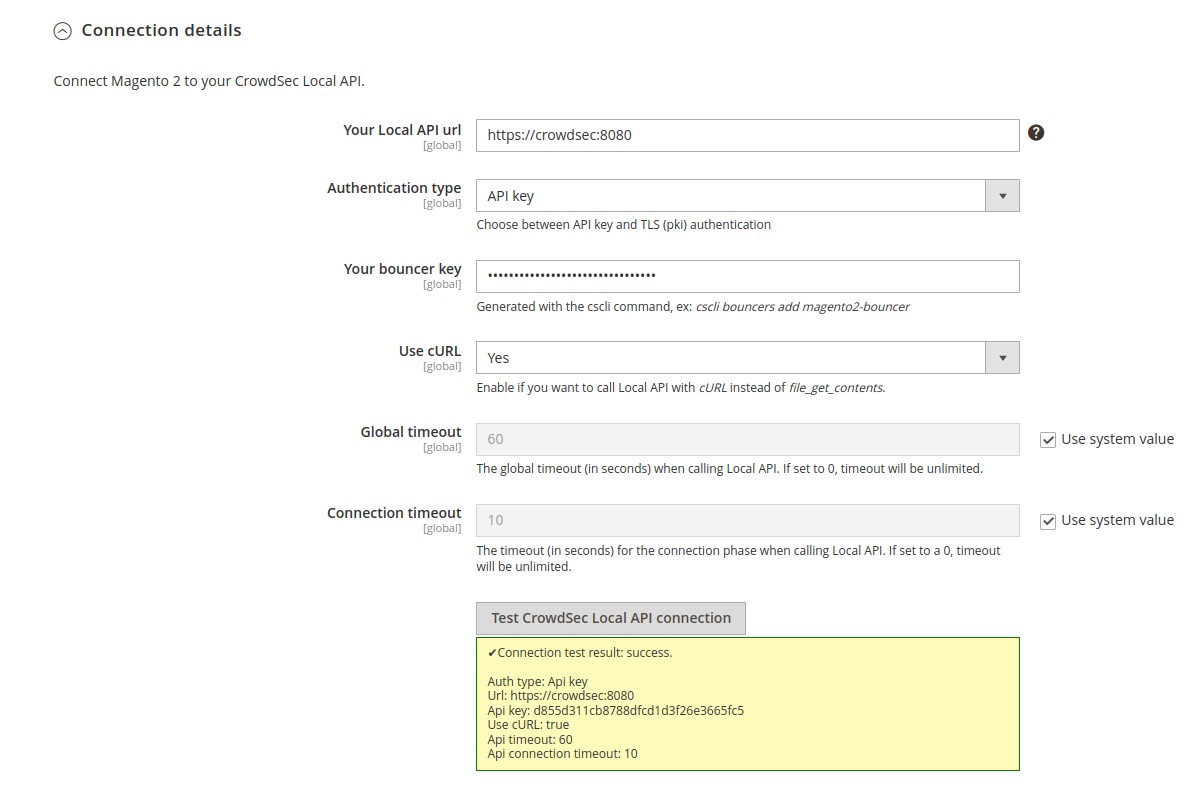 Connection details
Connect Magento 2 to your CrowdSec Local API.
Your Local API url
[global]
https://crowdsec:8080
?
Authentication type
[global]
API key
Choose between API key and TLS (pki) authentication
Your bouncer key
[global]
••••••••••••••••••••••••••••••••
Generated with the cscli command, ex: cscli bouncers add magento2-bouncer
Use cURL
[global]
Yes
Enable if you want to call Local API with cURL instead of file_get_contents.
Global timeout
[global]
60
Use system value
The global timeout (in seconds) when calling Local API. If set to 0, timeout will be unlimited.
Connection timeout
[global]
10
Use system value
The timeout (in seconds) for the connection phase when calling Local API. If set to a 0, timeout
will be unlimited.
Test CrowdSec Local API connection
✔Connection test result: success.
Auth type: Api key
Url: https://crowdsec:8080
Api key: d855d311cb8788dfcd1d3f26e3665fc5
Use cURL: true
Api timeout: 60
Api connection timeout: 10